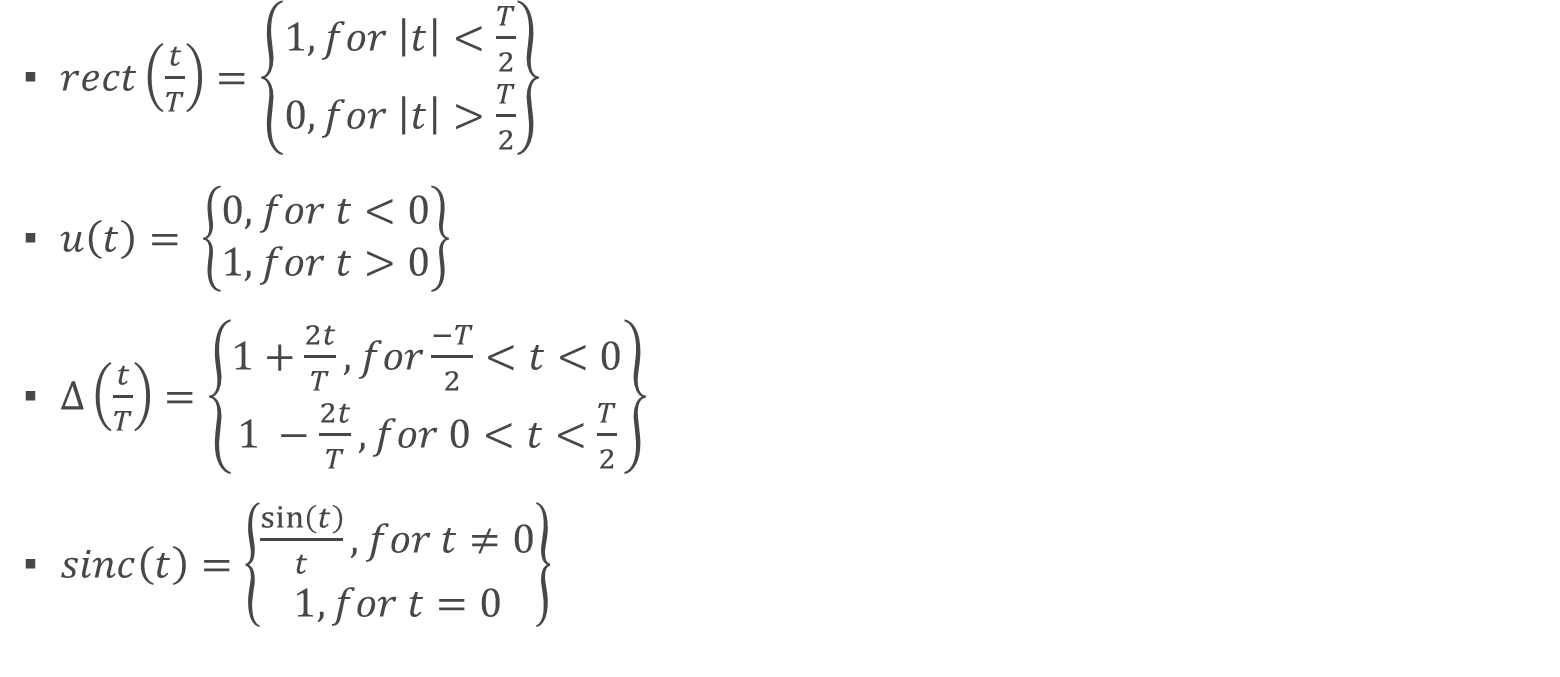 ▪ rect(t/T) = {1, for |t| < T/2
0, for |t| > T/2}
▪ u(t) = {0, for t < 0
1, for t > 0}
▪ Δ(t/T) = {1 + 2t/T, for −T/2 < t < 0
1 − 2t/T, for 0 < t < T/2}
▪ sinc(t) = {sin(t)/t, for t ≠ 0
1, for t = 0}